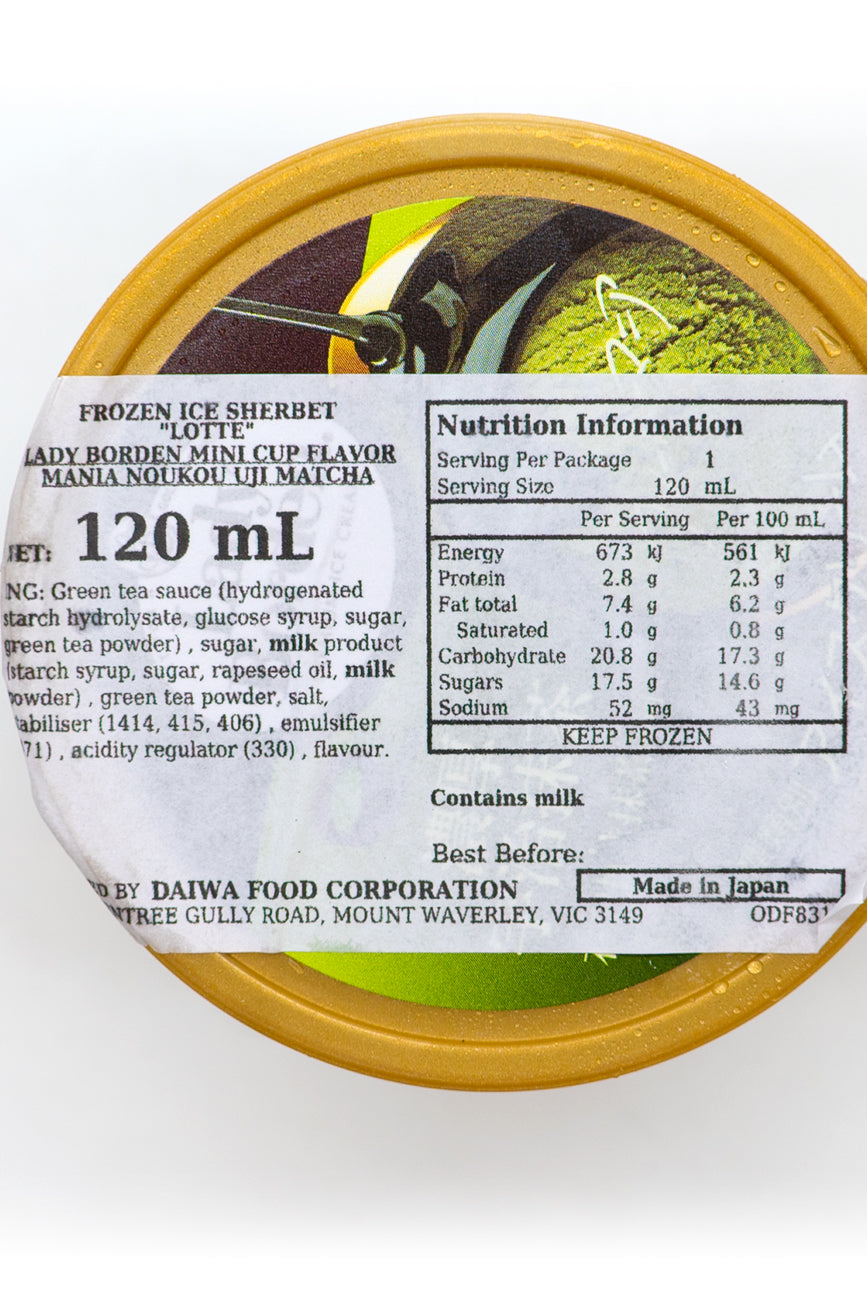 FROZEN ICE SHERBET
"LOTTE"
LADY BORDEN MINI CUP FLAVOR
MANIA NOUKOU UJI MATCHA
120 mL
Green tea sauce (hydrogenated
starch hydrolysate, glucose syrup, sugar,
green tea powder) , sugar, milk product
(starch syrup, sugar, rapeseed oil, milk
powder) , green tea powder, salt,
(1414, 415, 406) , emulsifier
, acidity regulator (330) , flavour.
Nutrition Information
Serving Per Package 1
Serving Size 120 mL
Per Serving Per 100 mL
Energy 673 kJ 561 kJ
Protein 2.8 g 2.3 g
Fat total 7.4 g 6.2 g
Saturated 1.0 g 0.8 g
Carbohydrate 20.8 g 17.3 g
Sugars 17.5 g 14.6 g
Sodium 52 mg 43 mg
KEEP FROZEN
Contains milk
Best Before:
BY DAIWA FOOD CORPORATION
Made in Japan
GULLY ROAD, MOUNT WAVERLEY, VIC 3149
ODF831